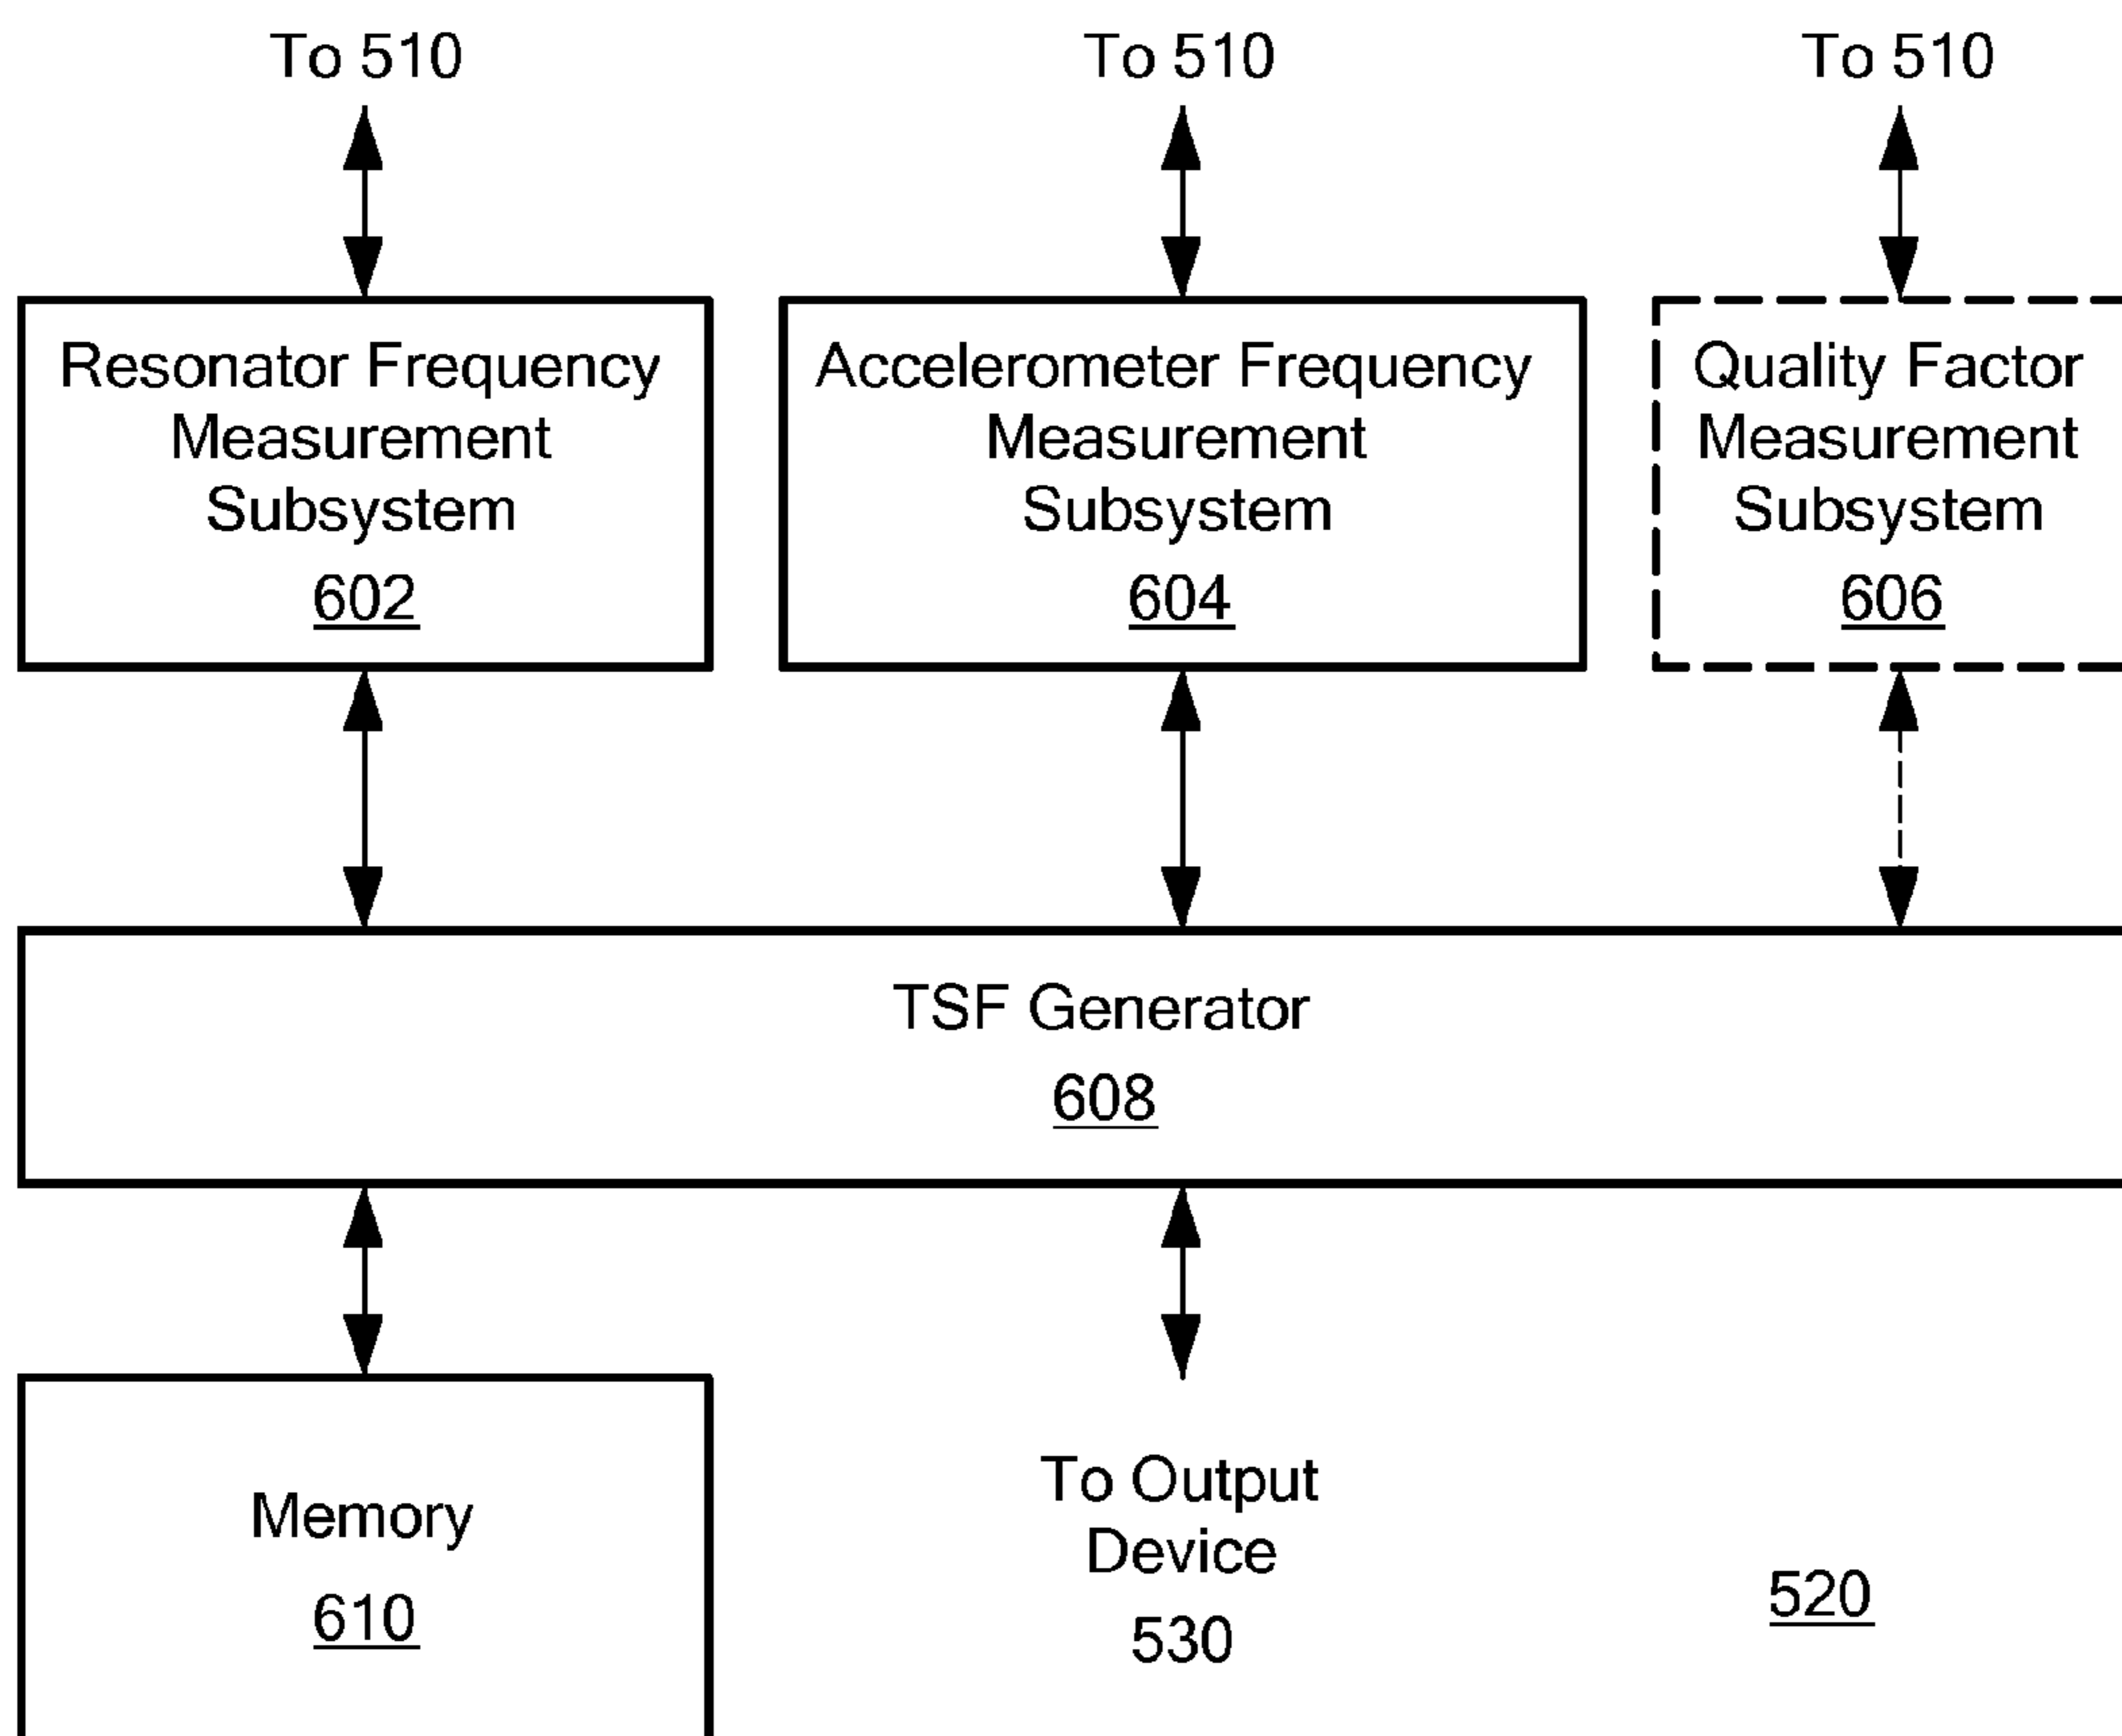 To 510
To 510
To 510
Resonator Frequency
Measurement
Subsystem
602
Accelerometer Frequency
Measurement
Subsystem
604
Quality Factor
Measurement
Subsystem
606
TSF Generator
608
Memory
610
To Output
Device
530
520